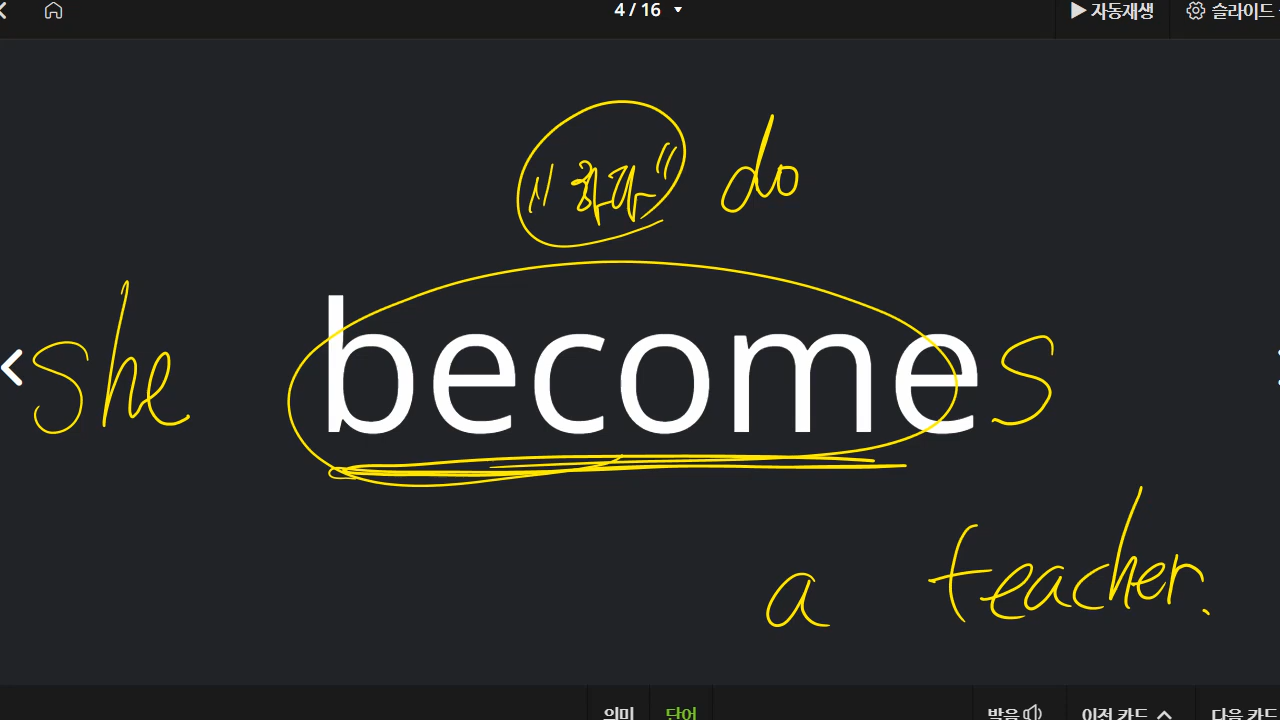 4 / 16
자동재생
슬라이드
"하다" do
she becomes
a teacher.
의미 단어 발음 이전 카드 다음 카드